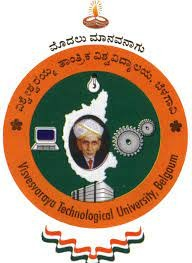 ಮೊದಲು ಮಾನವನಾಗು
ವಿಶ್ವೇಶ್ವರಯ್ಯ ತಾಂತ್ರಿಕ ವಿಶ್ವವಿದ್ಯಾಲಯ, ಬೆಳಗಾವಿ
Visvesvaraya Technological University, Belgaum